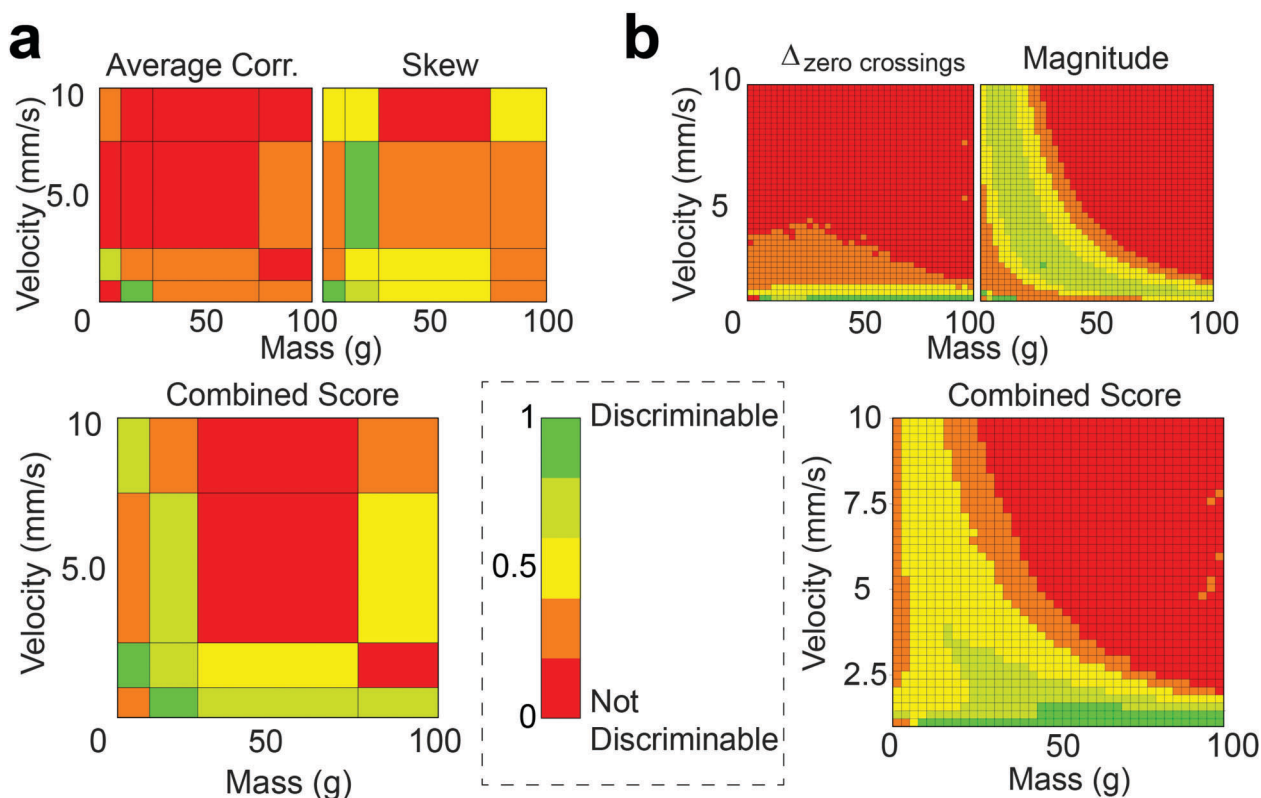 a
Average Corr.
Skew
10
5.0
0
50
100
50
100
Velocity (mm/s)
Mass (g)
b
Δzero crossings
Magnitude
10
5
0
50
100
50
100
Velocity (mm/s)
Mass (g)
Combined Score
10
5.0
0
50
100
Velocity (mm/s)
Mass (g)
1
Discriminable
0.5
0
Not
Discriminable
Combined Score
10
7.5
5
2.5
0
50
100
Velocity (mm/s)
Mass (g)